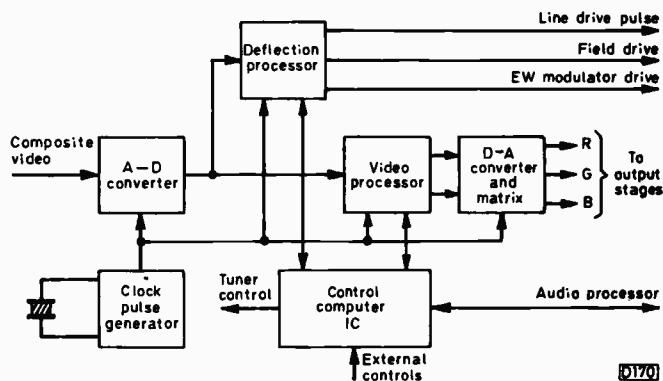 Line drive pulse
Deflection
processor
Field drive
EW modulator drive
Composite
video
A—D
converter
Video
processor
D-A
converter
and
matrix
R
G
B
To
output
stages
Clock
pulse
generator
Tuner
control
Control
computer
IC
Audio processor
External
controls
D170